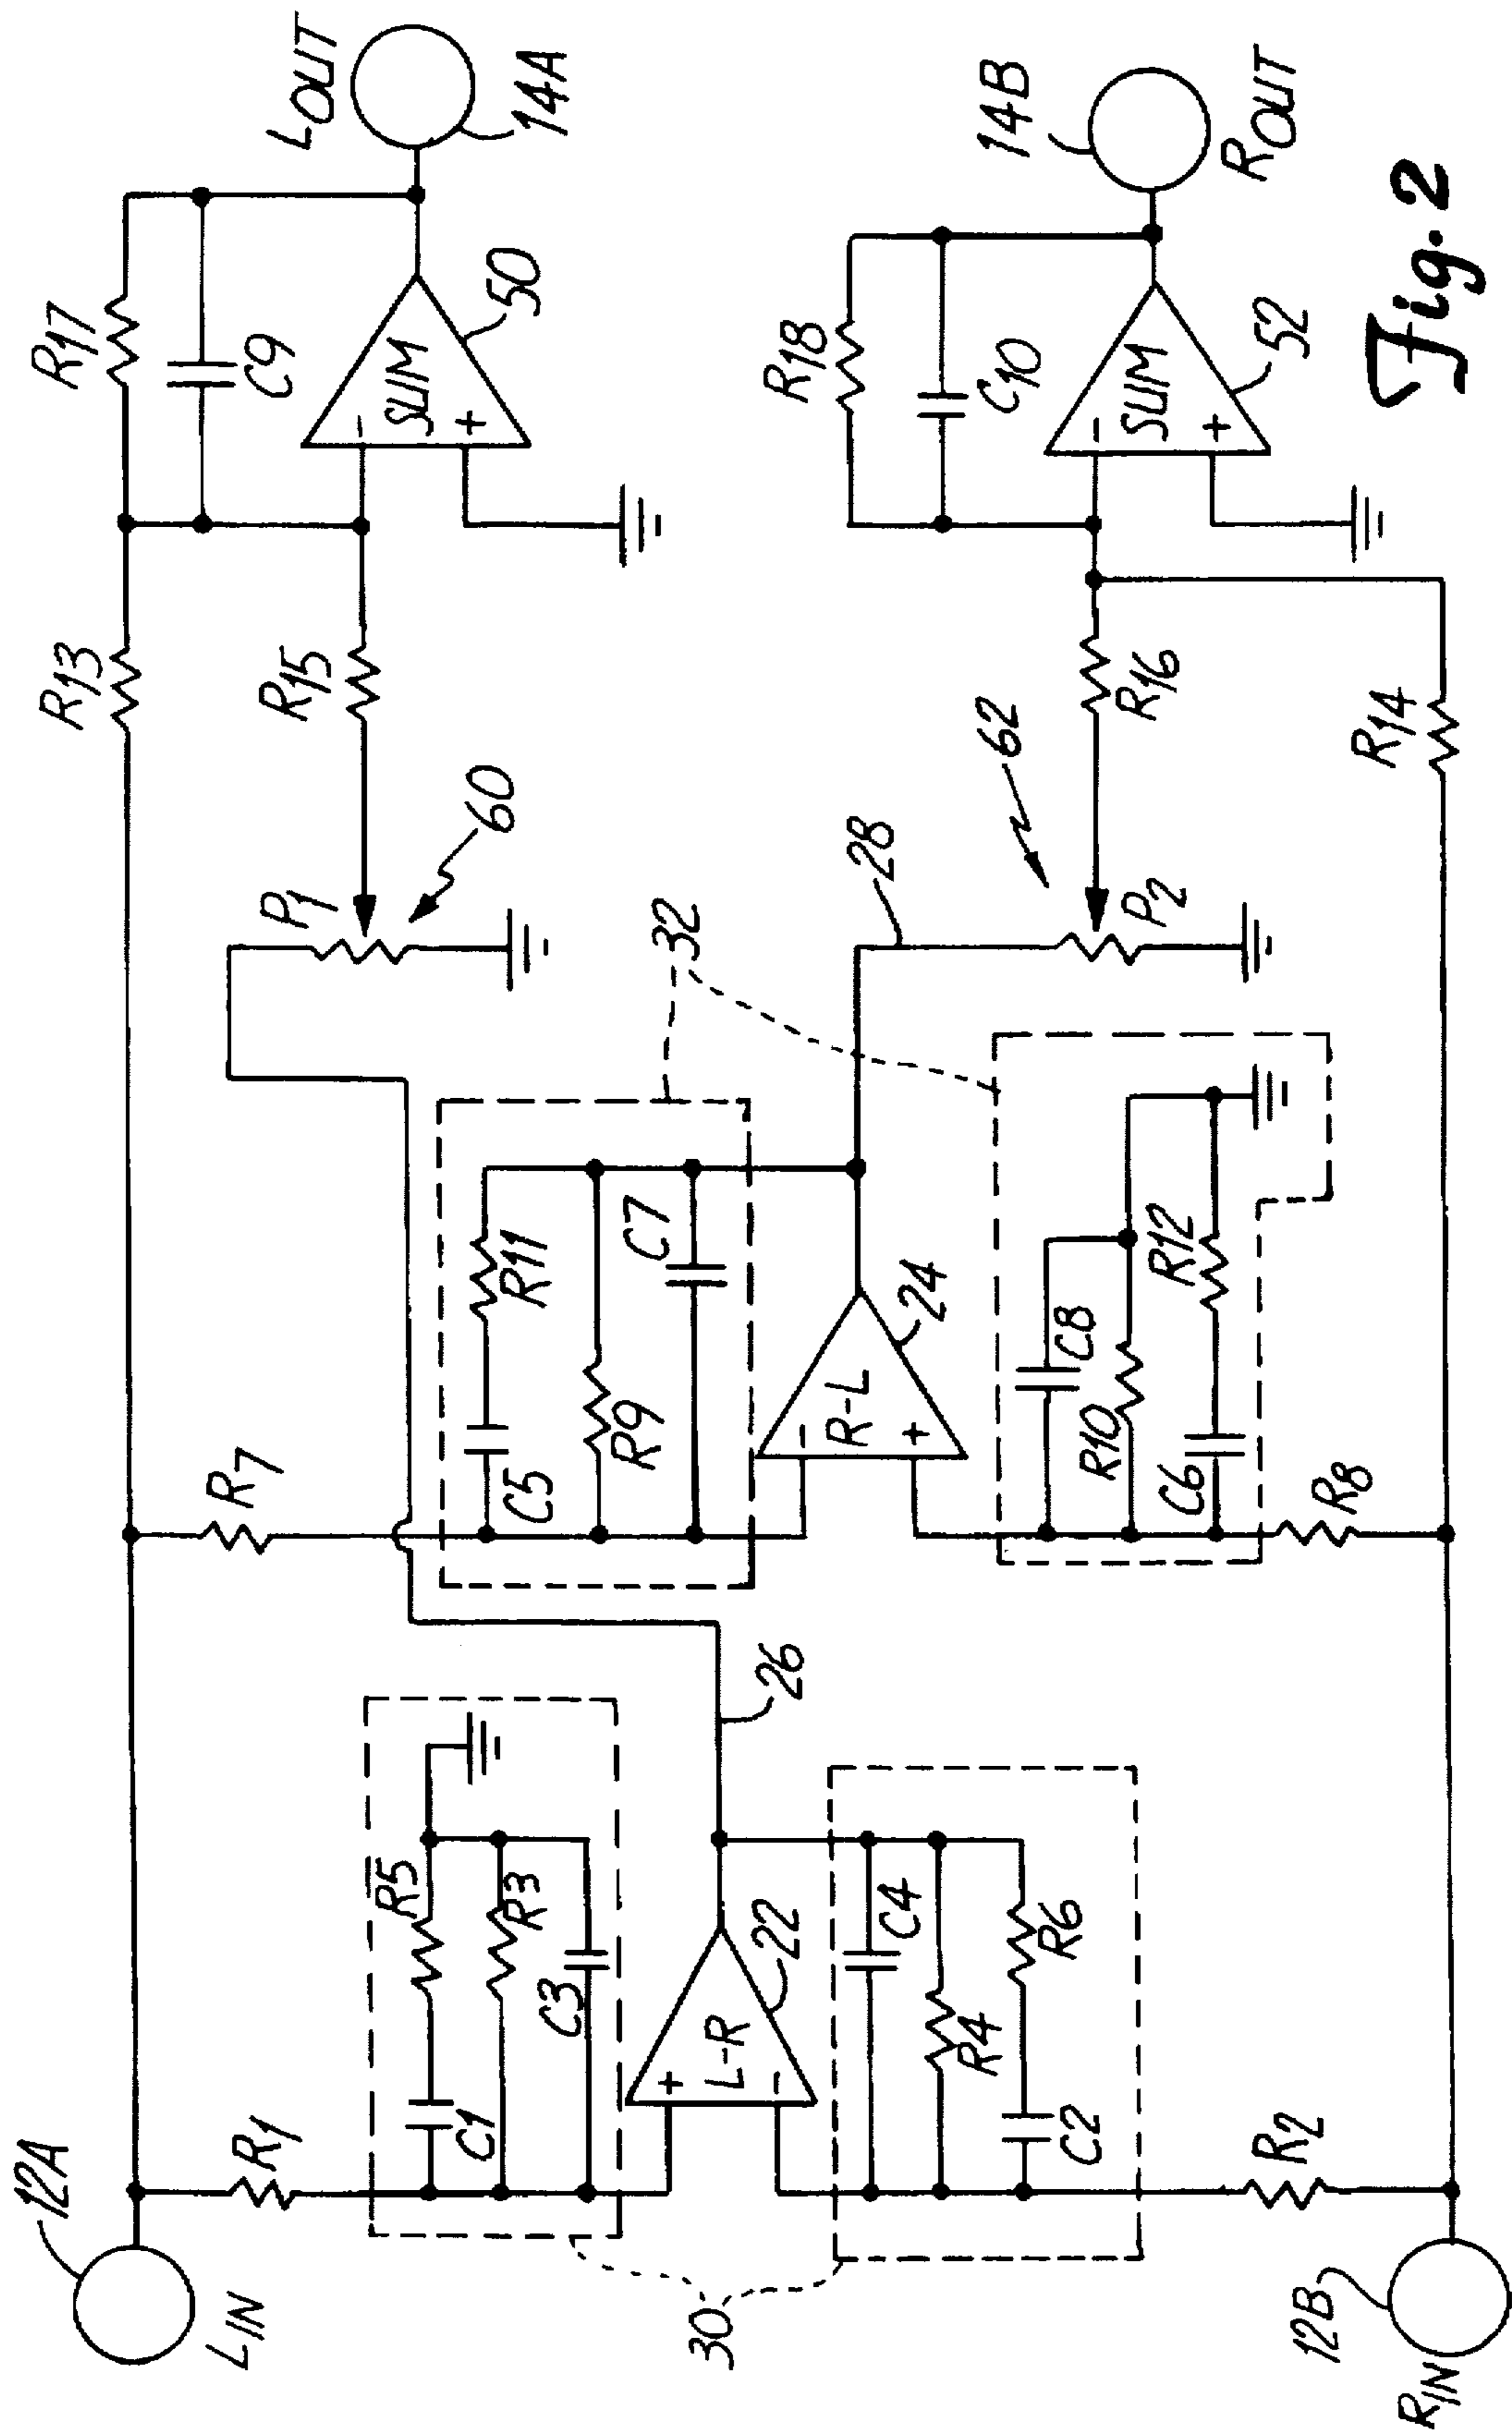 R17
LOUT
C9
14A
SUM
-
+
50
R13
R15
P1
60
R18
C10
14B
ROUT
SUM
-
+
52
62
R16
P2
R14
28
32
R7
R11
C5
R9
C7
-
R-L
+
24
C8
R10
R12
C6
R8
26
12A
LIN
R1
R5
C1
R3
C3
+
L-R
-
22
C4
R4
R6
C2
30
R2
12B
RIN
Fig. 2